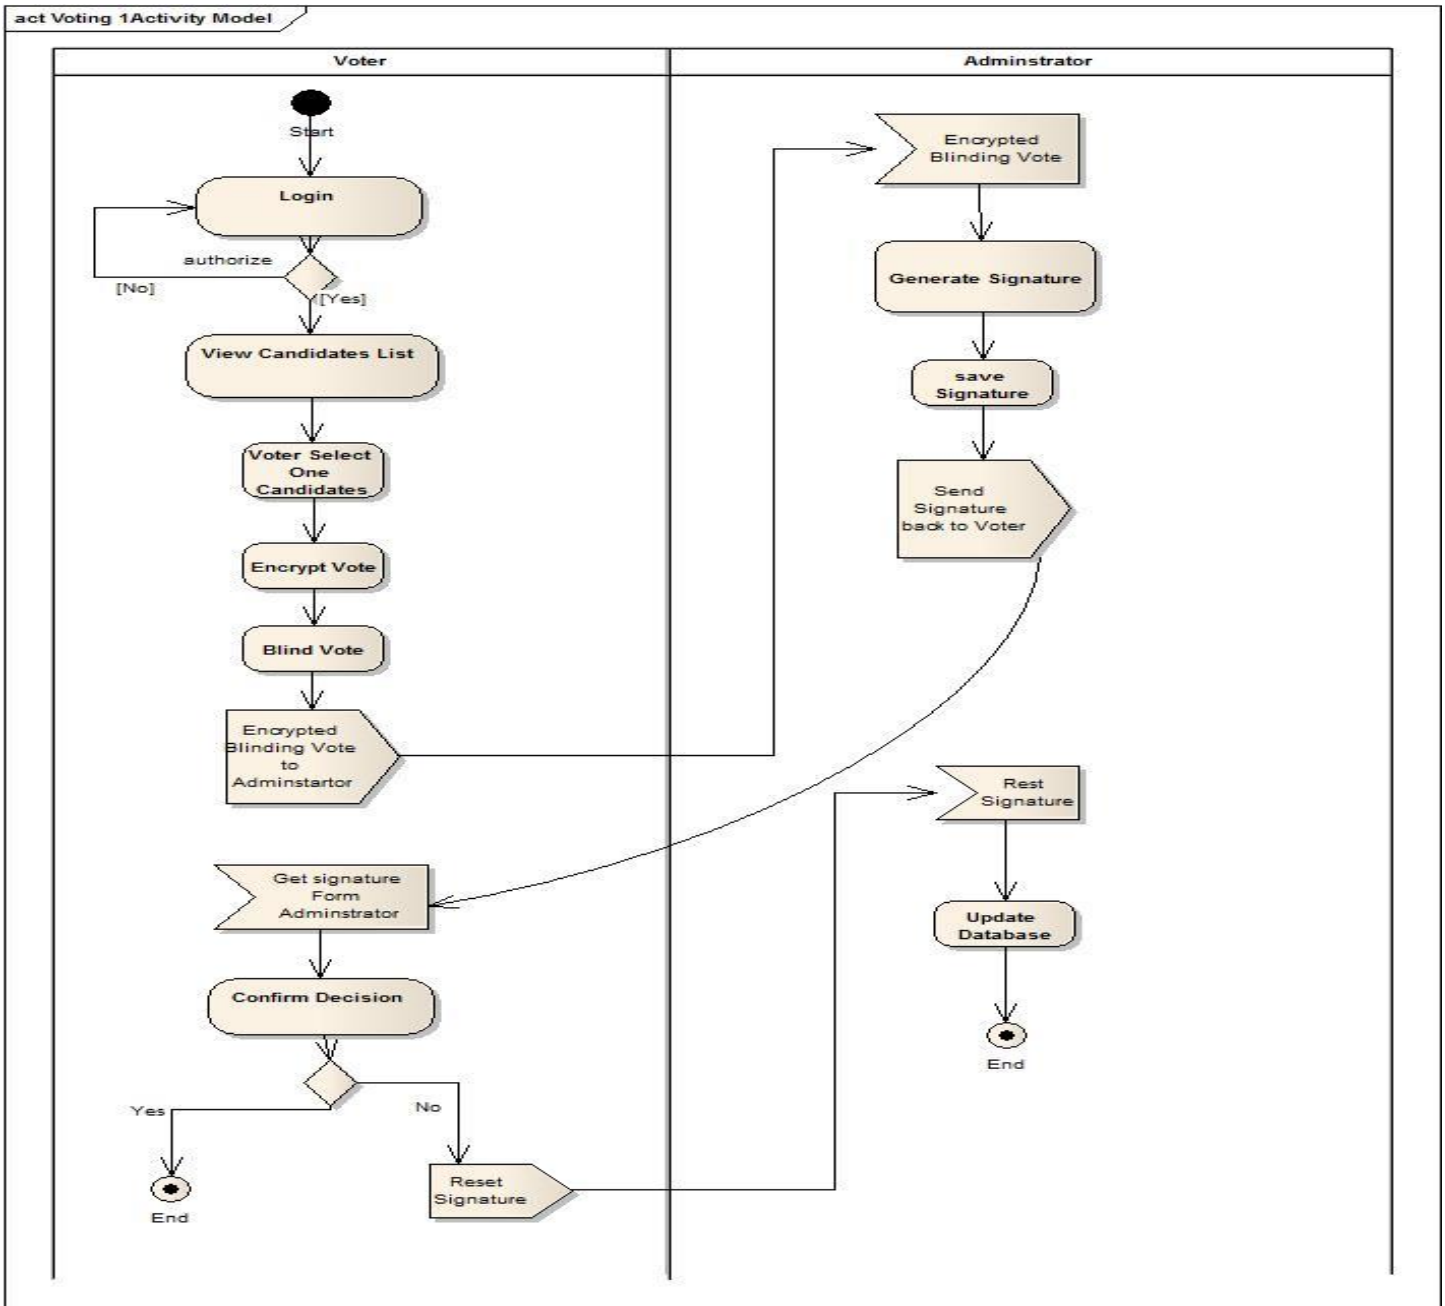 act Voting 1Activity Model
Voter
Adminstrator
Start
Login
authorize
[No]
[Yes]
View Candidates List
Voter Select
One
Candidates
Encrypt Vote
Blind Vote
Encrypted
Blinding Vote
to
Adminstartor
Encrypted
Blinding Vote
Generate Signature
save
Signature
Send
Signature
back to Voter
Get signature
Form
Adminstrator
Confirm Decision
Yes
No
End
Reset
Signature
Rest
Signature
Update
Database
End